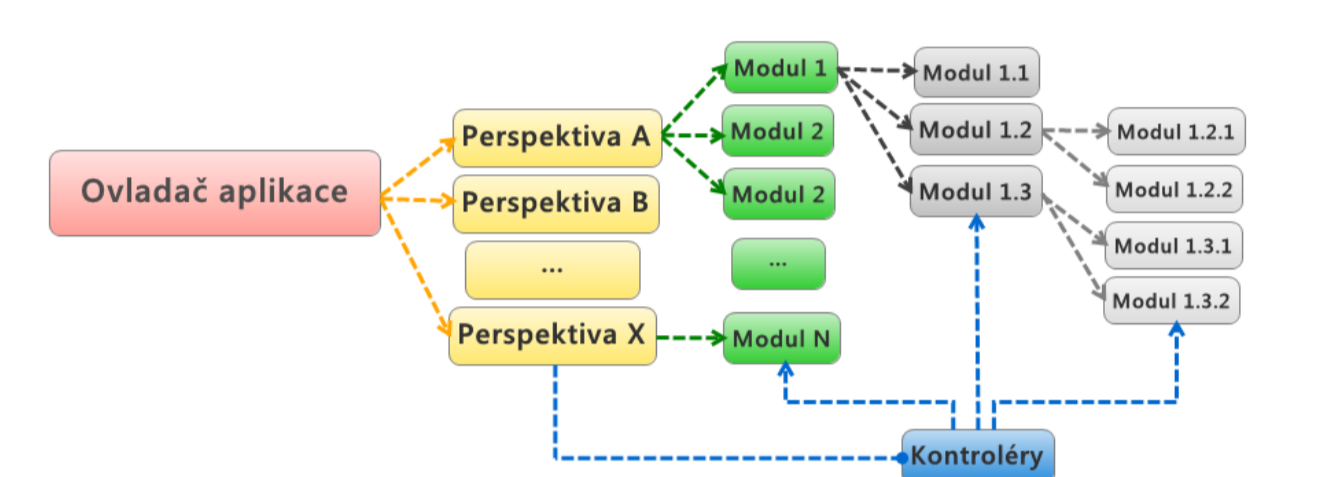 Ovladač aplikace
Perspektiva A
Perspektiva B
...
Perspektiva X
Modul 1
Modul 2
Modul 2
...
Modul N
Modul 1.1
Modul 1.2
Modul 1.3
Modul 1.2.1
Modul 1.2.2
Modul 1.3.1
Modul 1.3.2
Kontroléry